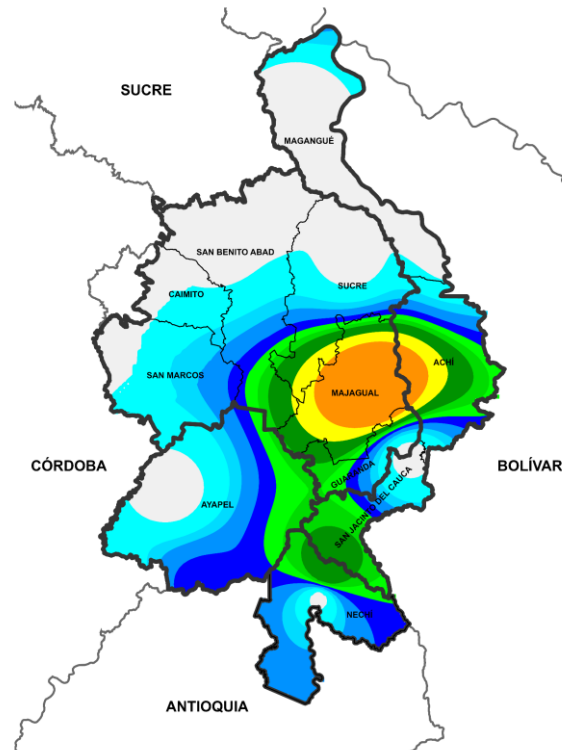 SUCRE
MAGANGUÉ
SAN BENITO ABAD
CAIMITO
SUCRE
ACHÍ
SAN MARCOS
MAJAGUAL
CÓRDOBA
GUARANDA
BOLÍVAR
AYAPEL
SAN JACINTO DEL CAUCA
NECHÍ
ANTIOQUIA